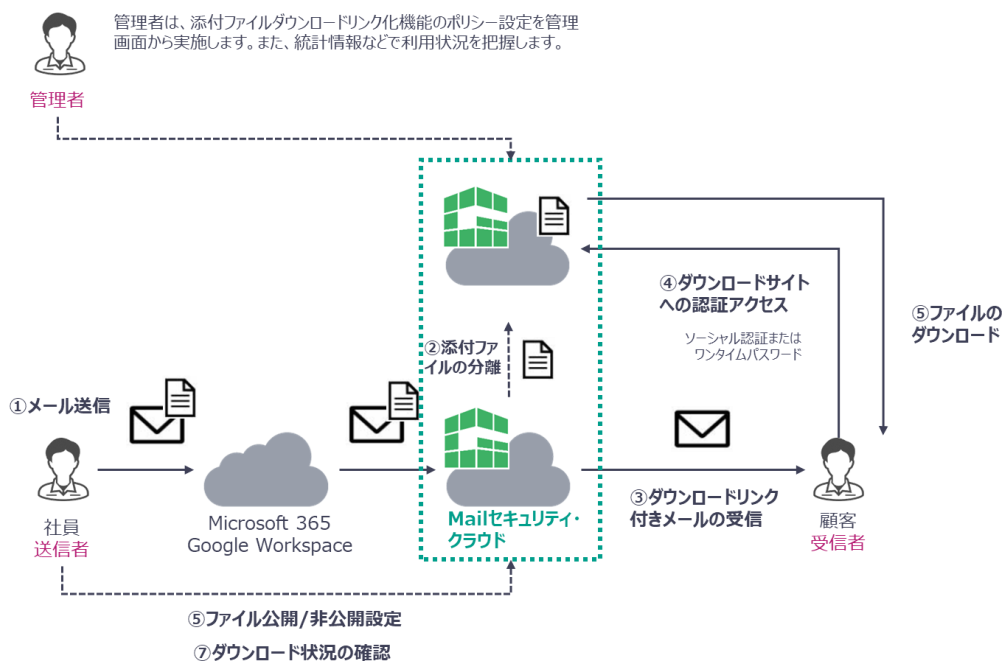 管理者は、添付ファイルダウンロードリンク化機能のポリシー設定を管理
画面から実施します。また、統計情報などで利用状況を把握します。
管理者
④ダウンロードサイト
への認証アクセス
ソーシャル認証または
ワンタイムパスワード
⑤ファイルの
ダウンロード
②添付ファ
イルの分離
①メール送信
社員
送信者
Microsoft 365
Google Workspace
Mailセキュリティ・
クラウド
③ダウンロードリンク
付きメールの受信
顧客
受信者
⑤ファイル公開/非公開設定
⑦ダウンロード状況の確認